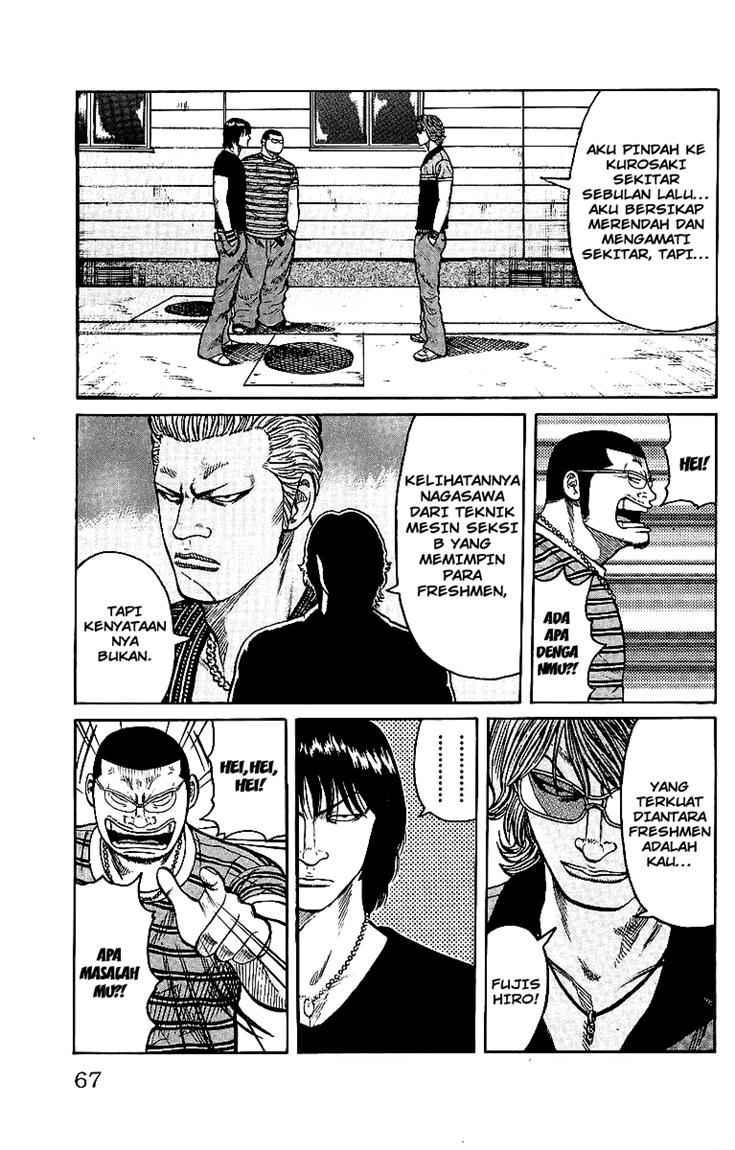 AKU PINDAH KE
KUROSAKI
SEKITAR
SEBULAN LALU...
AKU BERSIKAP
MERENDAH DAN
MENGAMATI
SEKITAR, TAPI...
HEI!
ADA
APA
DENGA
NMU?!
KELIHATANNYA
NAGASAWA
DARI TEKNIK
MESIN SEKSI
B YANG
MEMIMPIN
PARA
FRESHMEN,
TAPI
KENYATAAN
NYA
BUKAN.
YANG
TERKUAT
DIANTARA
FRESHMEN
ADALAH
KAU...
FUJIS
HIRO!
.........
.........
HEI, HEI,
HEI!
APA
MASALAH
MU?!
67